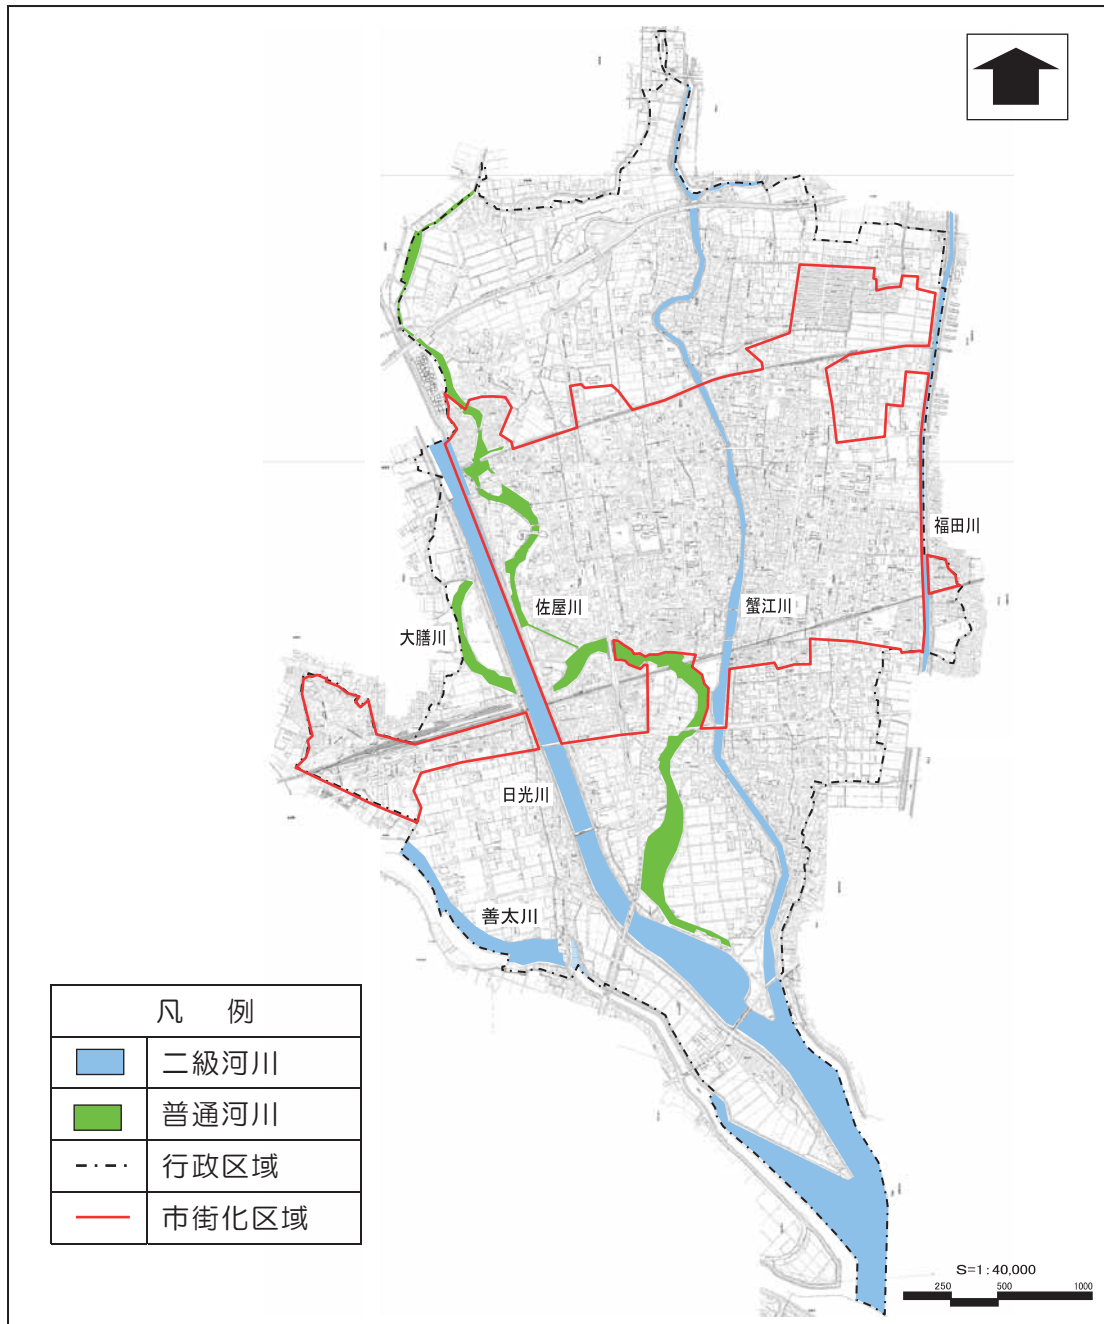 福田川
蟹江川
佐屋川
大膳川
日光川
善太川
凡 例
二級河川
普通河川
行政区域
市街化区域
S=1:40,000
250 500 1000